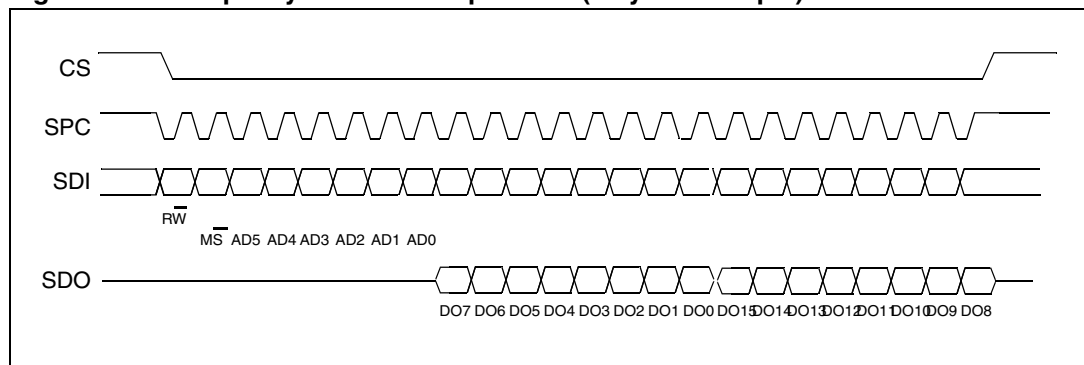 CS
SPC
SDI
RW
MS AD5 AD4 AD3 AD2 AD1 AD0
SDO
DO7 DO6 DO5 DO4 DO3 DO2 DO1 DO0 DO15 DO14 DO13 DO12 DO11 DO10 DO9 DO8